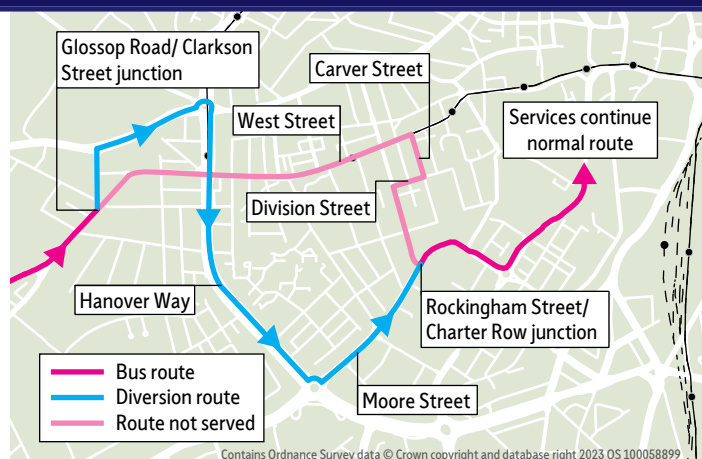 Glossop Road/ Clarkson
Street junction
Carver Street
West Street
Services continue
normal route
Division Street
Hanover Way
Rockingham Street/
Charter Row junction
Moore Street
Bus route
Diversion route
Route not served
Contains Ordnance Survey data © Crown copyright and database right 2023 OS 100058899